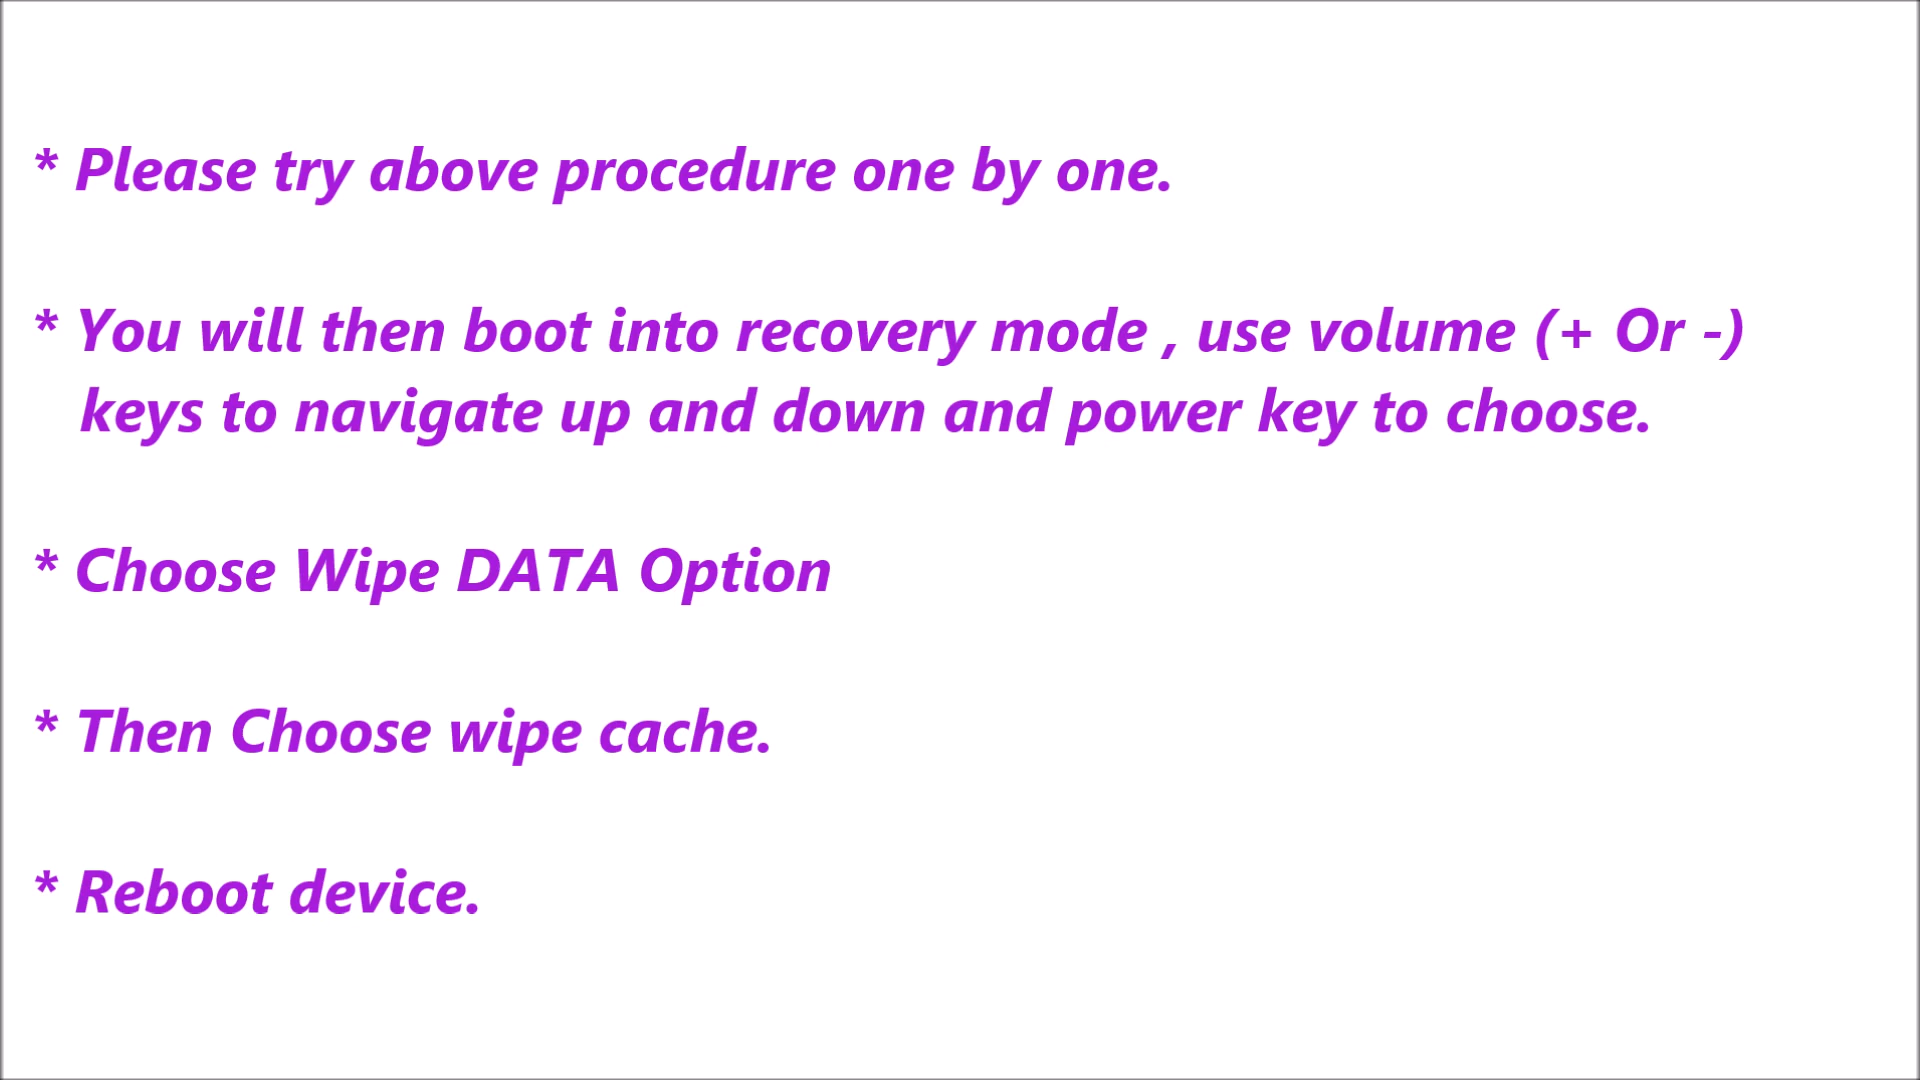 * Please try above procedure one by one.
* You will then boot into recovery mode , use volume (+ Or -)
keys to navigate up and down and power key to choose.
* Choose Wipe DATA Option
* Then Choose wipe cache.
* Reboot device.